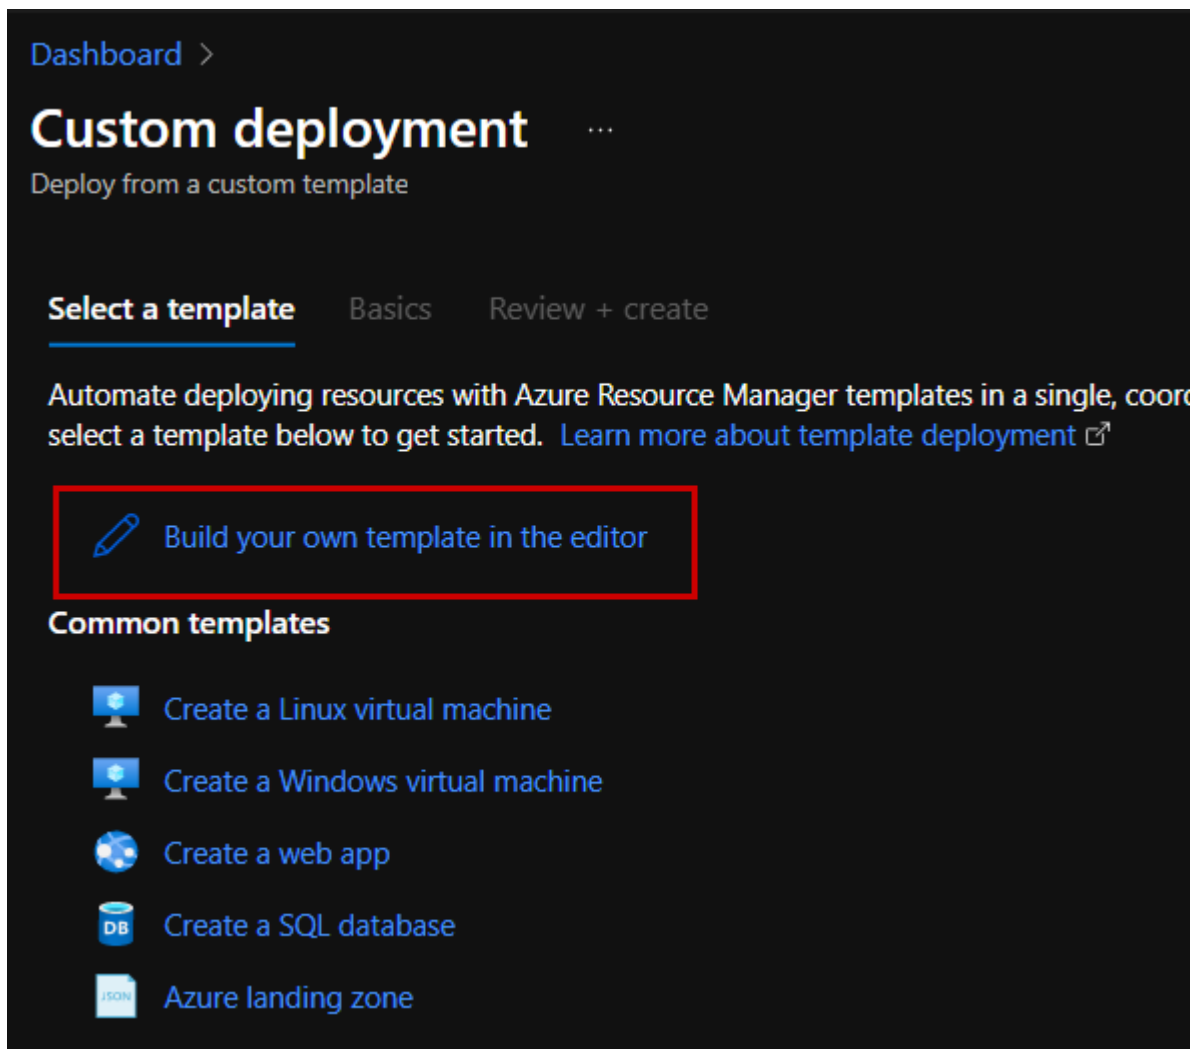 Dashboard >
Custom deployment ...
Deploy from a custom template
Select a template Basics Review + create
Automate deploying resources with Azure Resource Manager templates in a single,
select a template below to get started. Learn more about template deployment
Build your own template in the editor
Common templates
Create a Linux virtual machine
Create a Windows virtual machine
Create a web app
DB Create a SQL database
JSON Azure landing zone